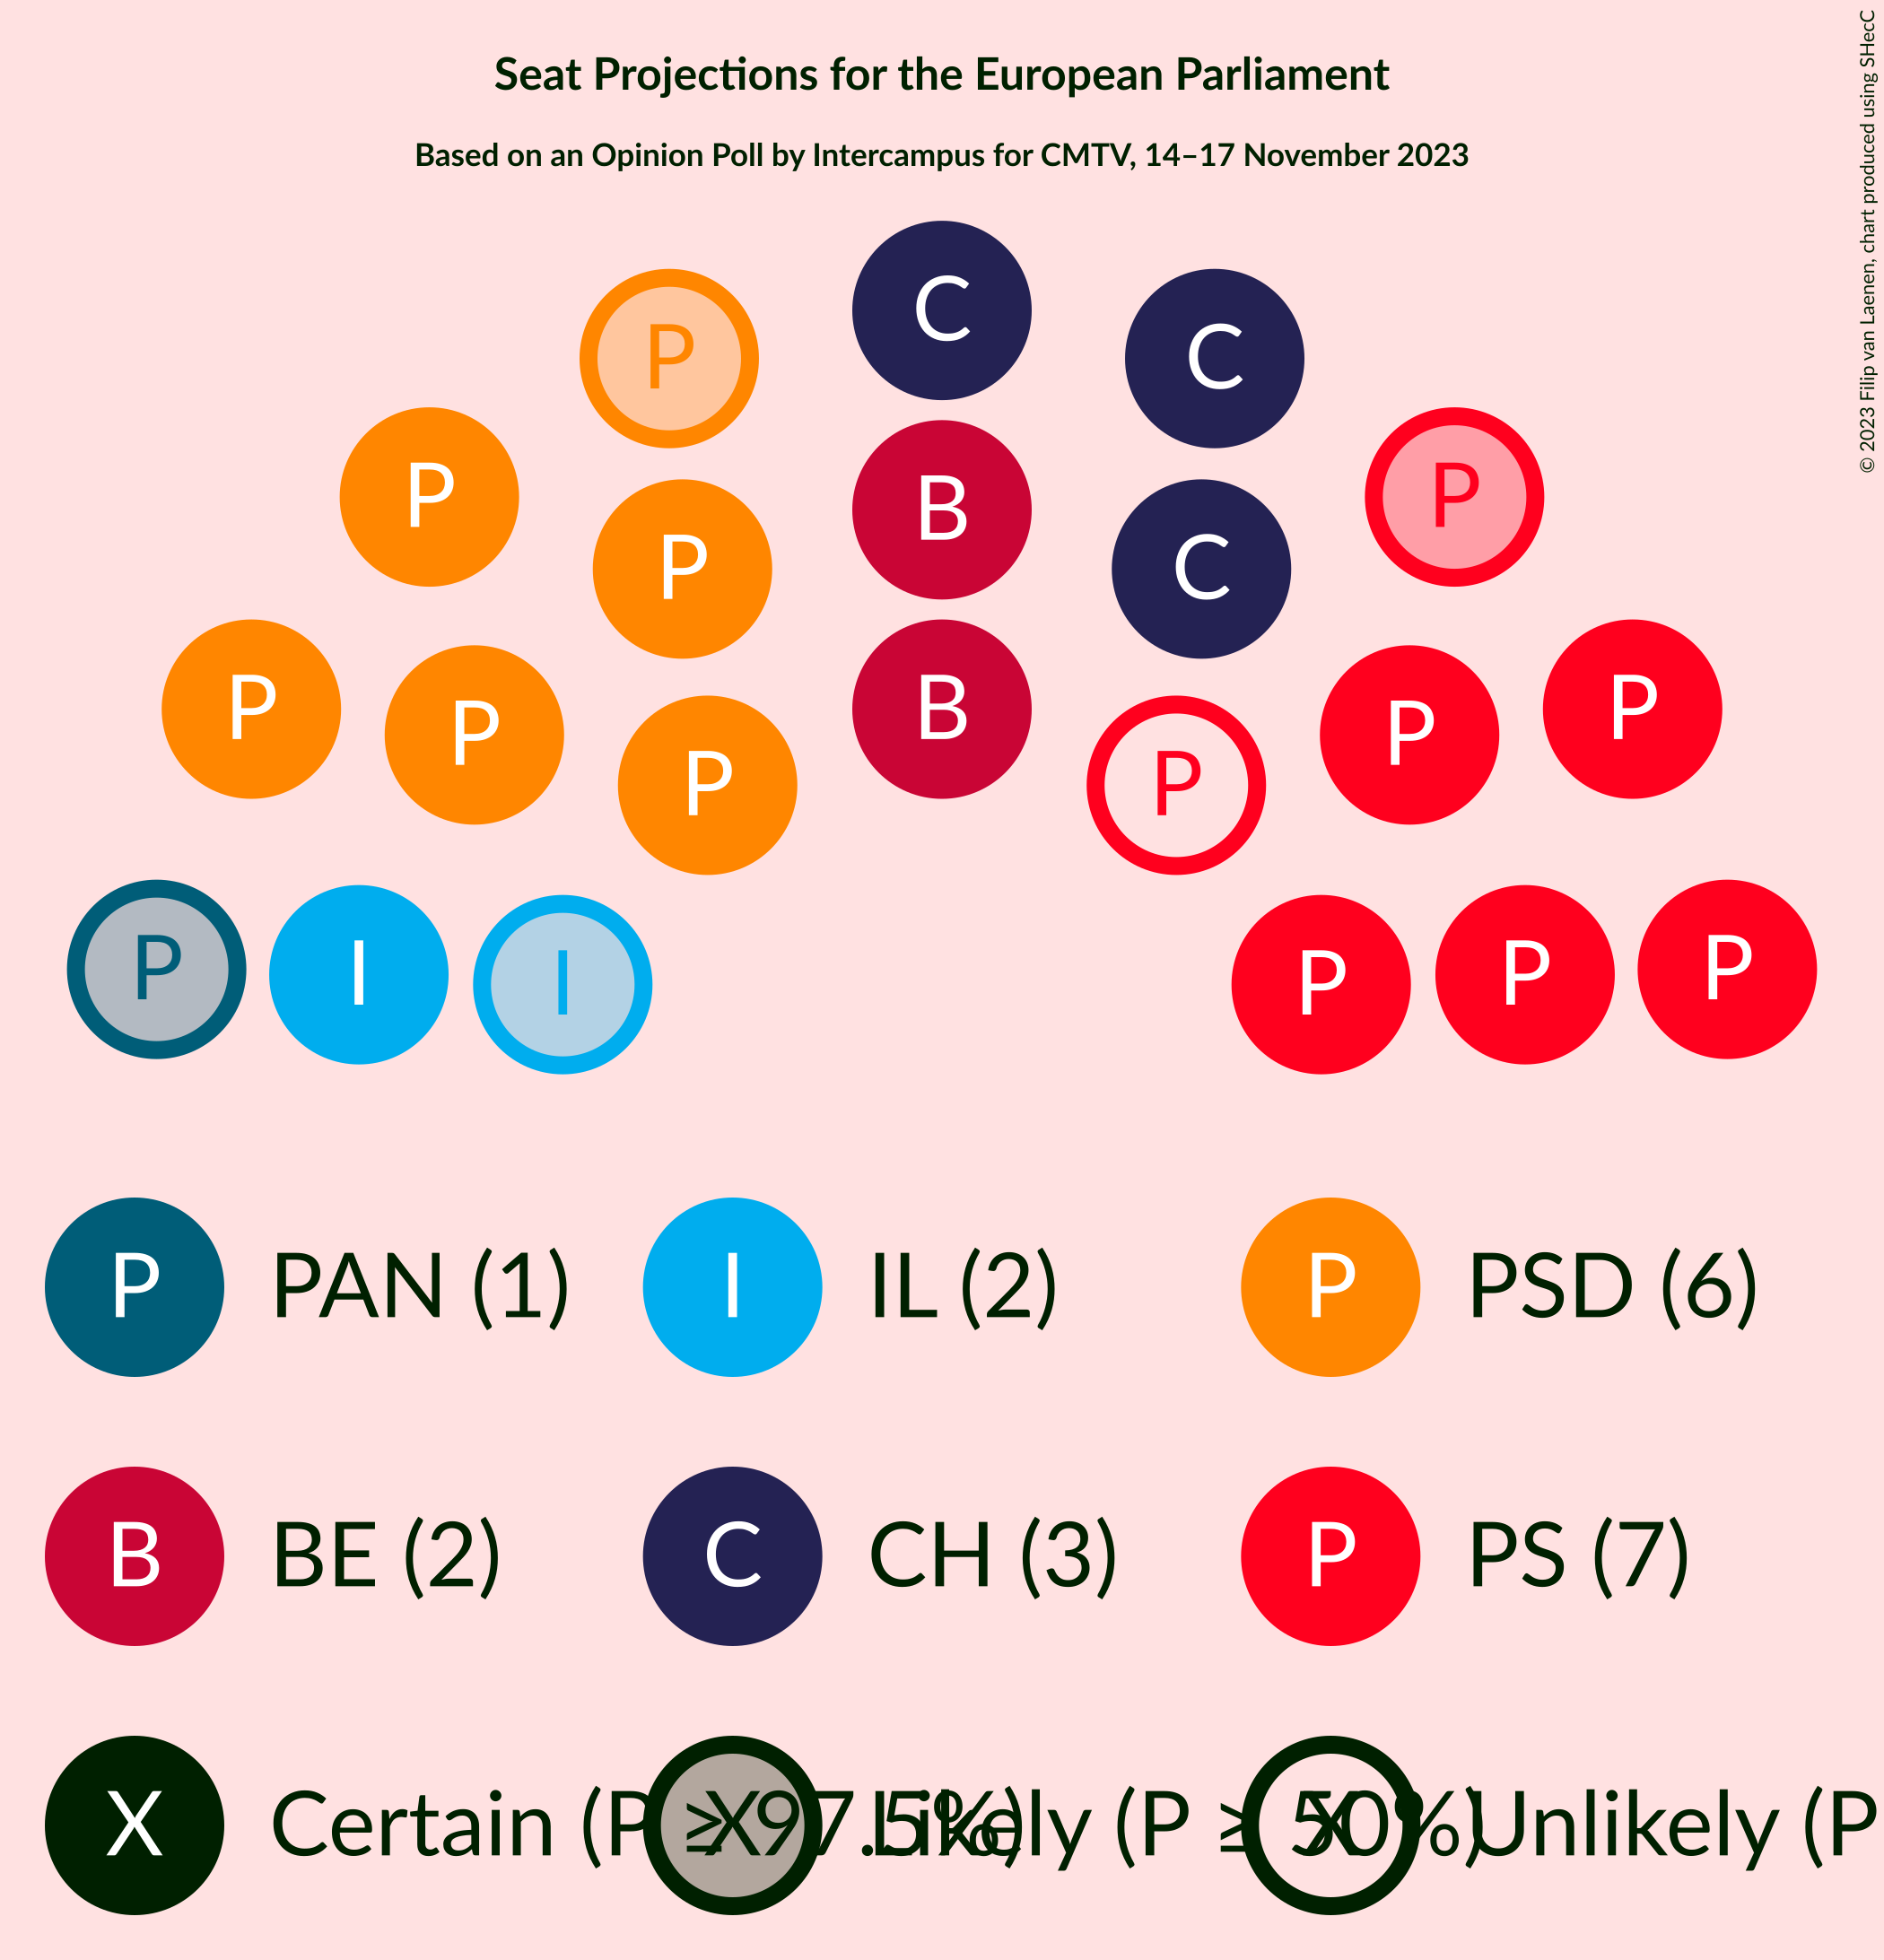 Seat Projections for the European Parliament
Based on an Opinion Poll by Intercampus for CMTV, 14–17 November 2023
© 2023 Filip van Laenen, chart produced using SHecC
C
P C
P P
B
P C
P P
B
P P
P P
P I I P P P
P PAN (1) I IL (2) P PSD (6)
B BE (2) C CH (3) P PS (7)
X Certain (P ≥ 97.5%) X Likely (P ≥ 50%) X Unlikely (P